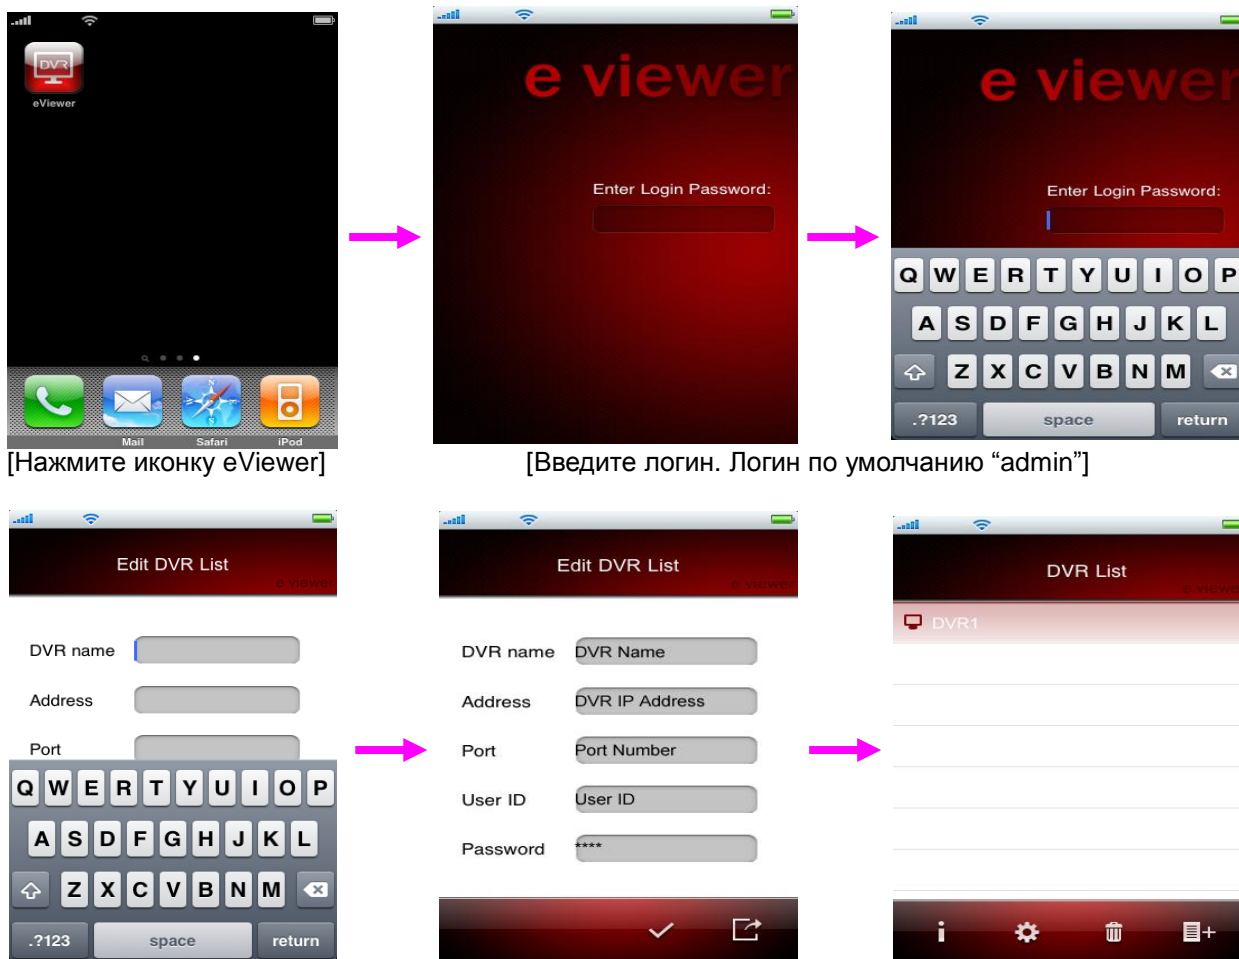 DVR
eViewer
Mail
Safari
iPod
e viewer
Enter Login Password:
e viewer
Enter Login Password:
Q W E R T Y U I O P
A S D F G H J K L
Z X C V B N M
.?123 space return
[Нажмите иконку eViewer]
[Введите логин. Логин по умолчанию “admin”]
Edit DVR List
e viewer
DVR name
Address
Port
Q W E R T Y U I O P
A S D F G H J K L
Z X C V B N M
.?123 space return
Edit DVR List
e viewer
DVR name DVR Name
Address DVR IP Address
Port Port Number
User ID User ID
Password ****
DVR List
e viewe
DVR1